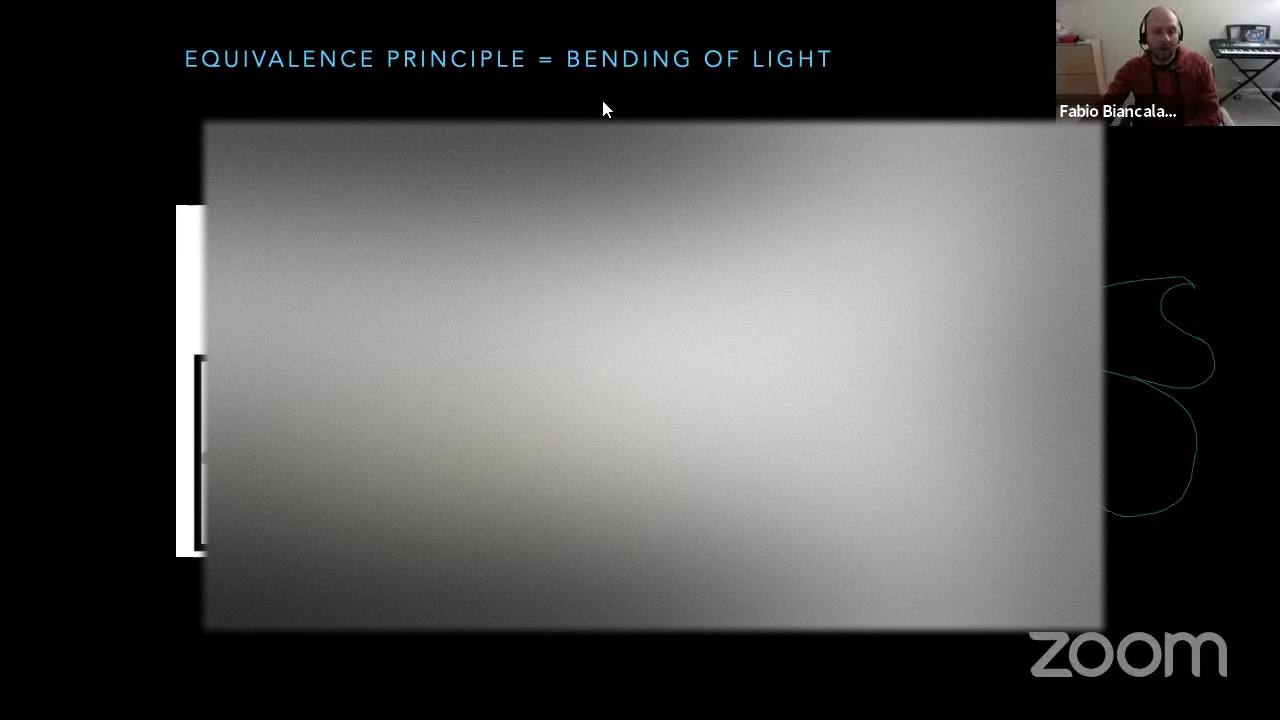 EQUIVALENCE PRINCIPLE = BENDING OF LIGHT
Fabio Biancala...
zoom